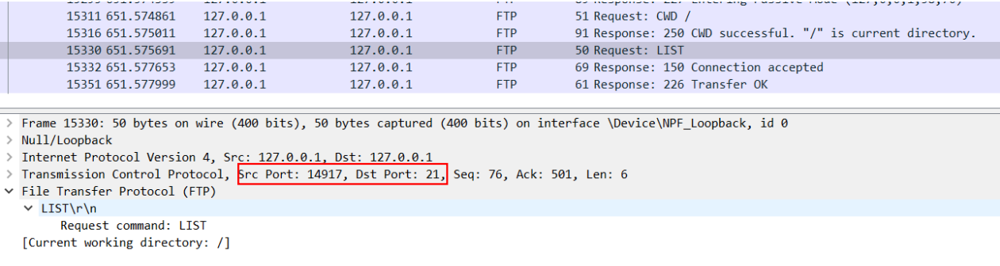 15311 651.574861 127.0.0.1 127.0.0.1 FTP 51 Request: CWD /
15316 651.575011 127.0.0.1 127.0.0.1 FTP 91 Response: 250 CWD successful. "/" is current directory.
15330 651.575691 127.0.0.1 127.0.0.1 FTP 50 Request: LIST
15332 651.577653 127.0.0.1 127.0.0.1 FTP 69 Response: 150 Connection accepted
15351 651.577999 127.0.0.1 127.0.0.1 FTP 61 Response: 226 Transfer OK
Frame 15330: 50 bytes on wire (400 bits), 50 bytes captured (400 bits) on interface \Device\NPF_Loopback, id 0
Null/Loopback
Internet Protocol Version 4, Src: 127.0.0.1, Dst: 127.0.0.1
Transmission Control Protocol, Src Port: 14917, Dst Port: 21, Seq: 76, Ack: 501, Len: 6
File Transfer Protocol (FTP)
LIST\r\n
Request command: LIST
[Current working directory: /]